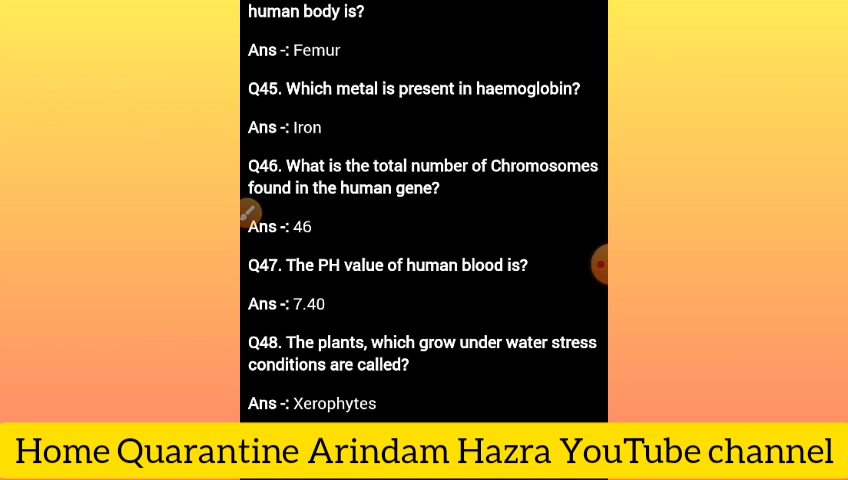 human body is?
Ans -: Femur
Q45. Which metal is present in haemoglobin?
Ans -: Iron
Q46. What is the total number of Chromosomes
found in the human gene?
Ans -: 46
Q47. The PH value of human blood is?
Ans -: 7.40
Q48. The plants, which grow under water stress
conditions are called?
Ans -: Xerophytes
Home Quarantine Arindam Hazra YouTube channel